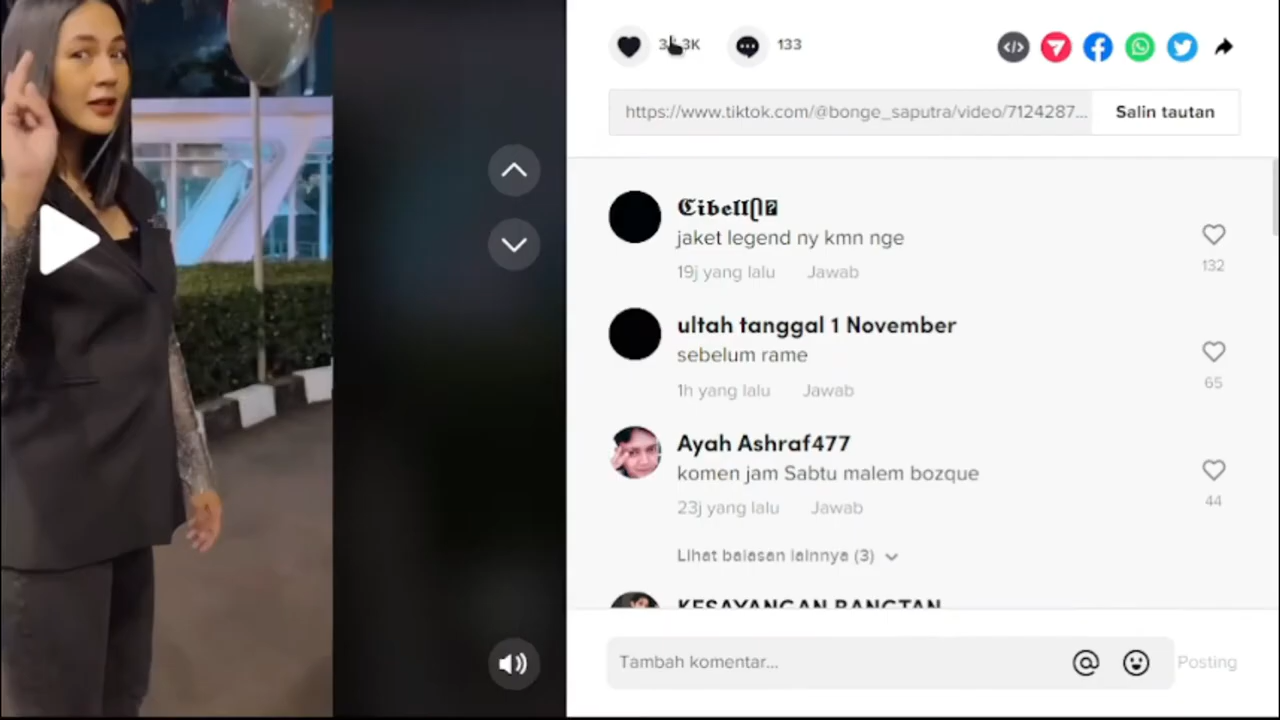 133
https://www.tiktok.com/@bonge_saputra/video/7124287...
Salin tautan
jaket legend ny kmn nge
19j yang lalu Jawab
132
ultah tanggal 1 November
sebelum rame
1h yang lalu Jawab
65
Ayah Ashraf477
komen jam Sabtu malem bozque
23j yang lalu Jawab
44
Lihat balasan lainnya (3)
KESAYANGAN BANGTAN
Tambah komentar...
Posting